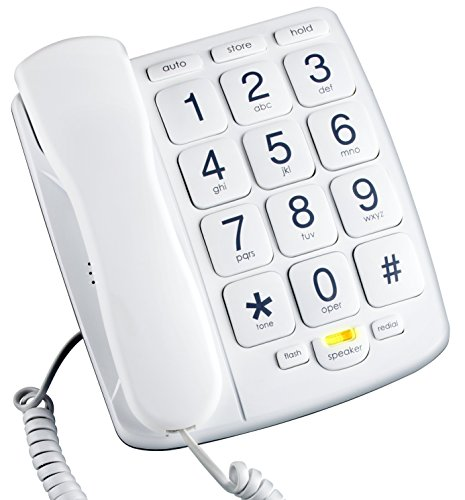 auto store hold
1 2 3
abc def
4 5 6
ghi jkl mno
7 8 9
pqrs tuv wxyz
* 0 #
tone oper
flash speaker redial